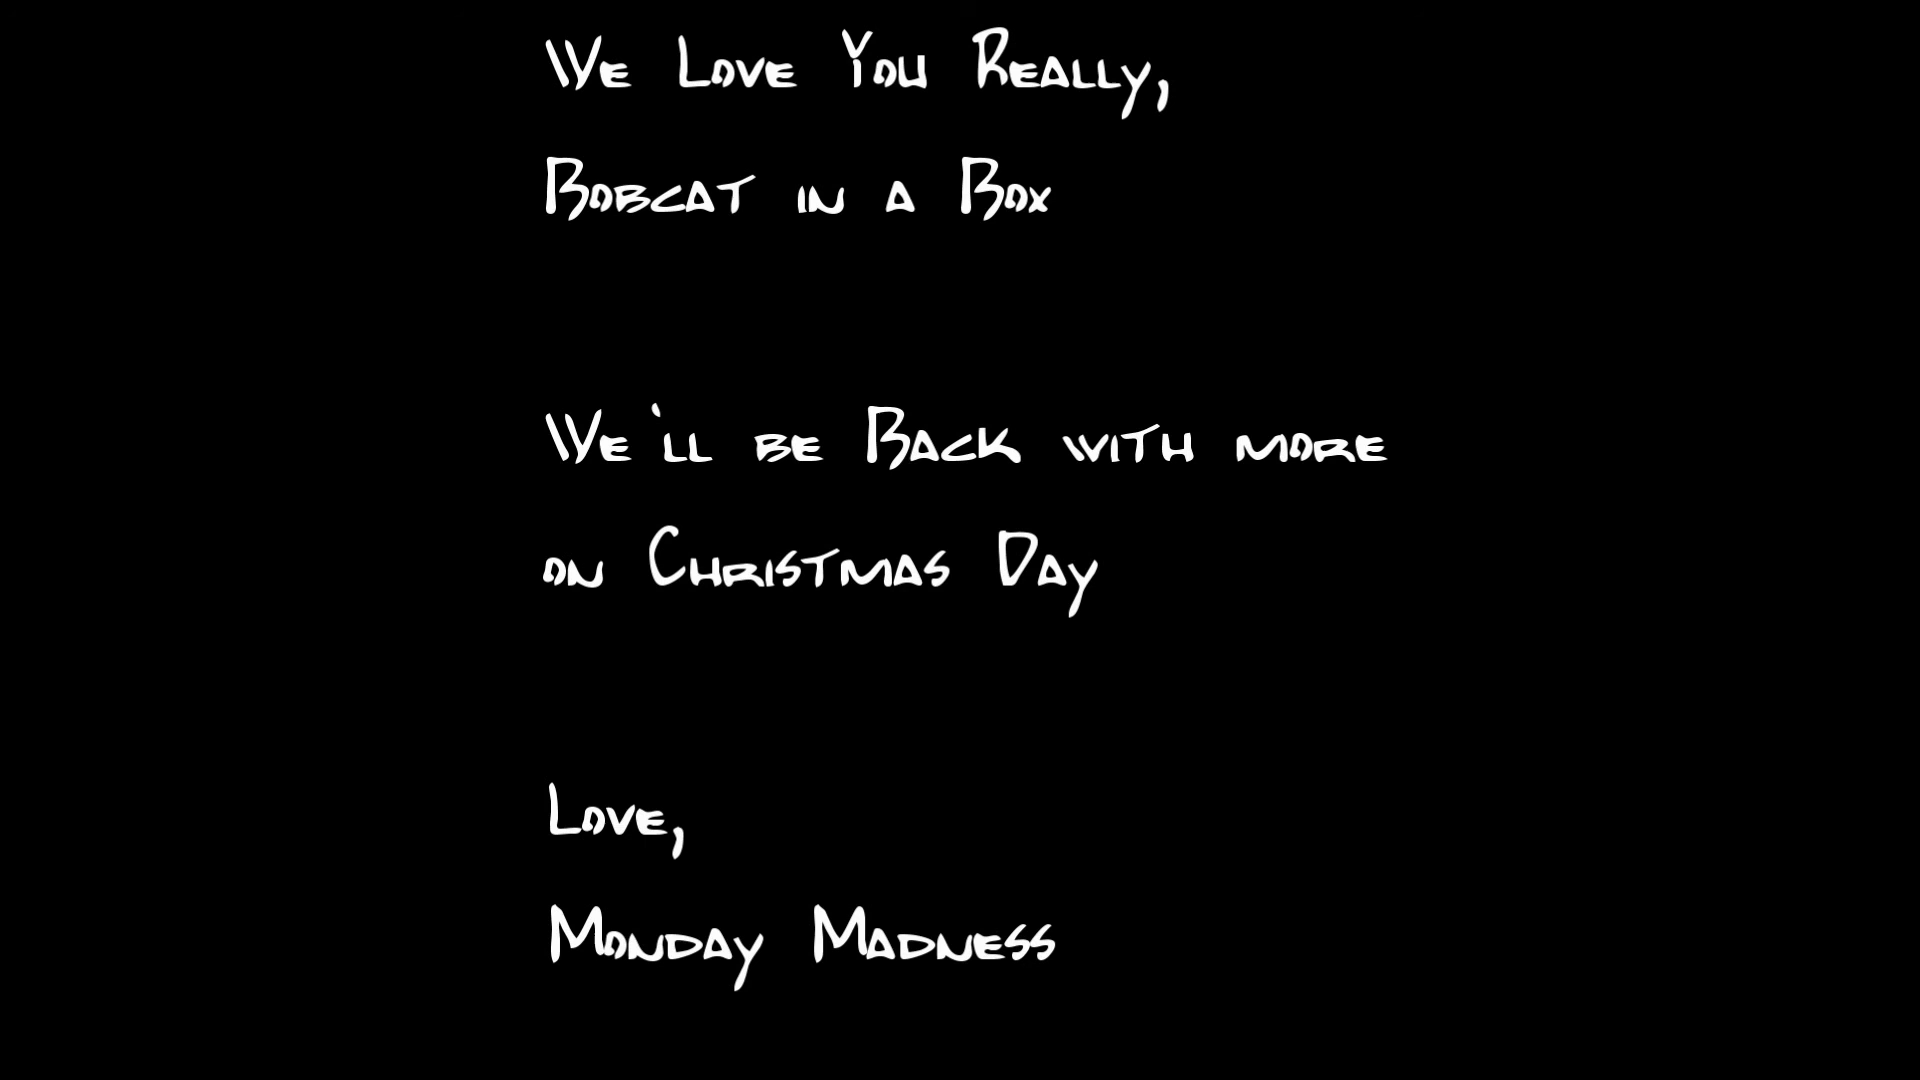 We Love You Really,
Bobcat in a Box
We'll be Back with more
on Christmas Day
Love,
Monday Madness